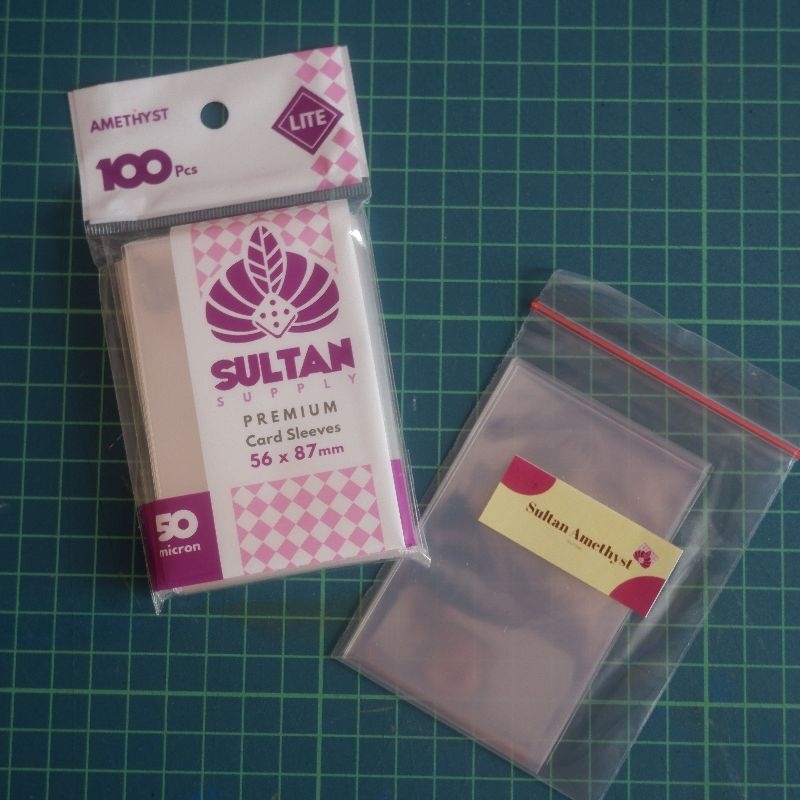 AMETHYST
LITE
100 Pcs
SULTAN
SUPPLY
PREMIUM
Card Sleeves
56 x 87mm
50
micron
Sultan Amethyst